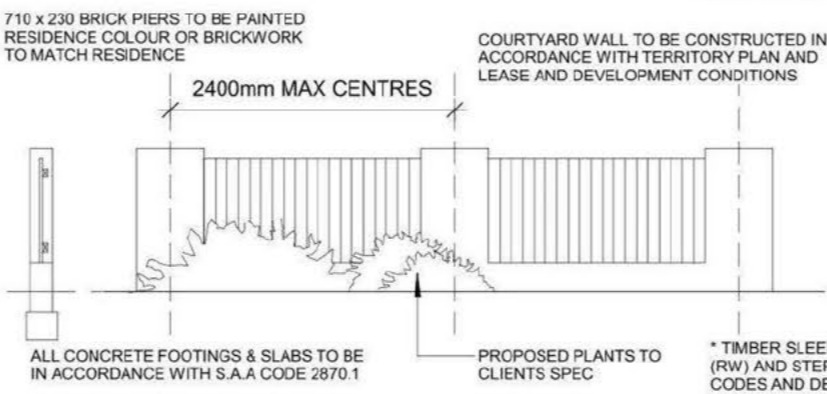 710 x 230 BRICK PIERS TO BE PAINTED
RESIDENCE COLOUR OR BRICKWORK
TO MATCH RESIDENCE
COURTYARD WALL TO BE CONSTRUCTED IN
ACCORDANCE WITH TERRITORY PLAN AND
LEASE AND DEVELOPMENT CONDITIONS
2400mm MAX CENTRES
ALL CONCRETE FOOTINGS & SLABS TO BE
IN ACCORDANCE WITH S.A.A CODE 2870.1
PROPOSED PLANTS TO
CLIENTS SPEC
* TIMBER
(RW) AND
CODES AND